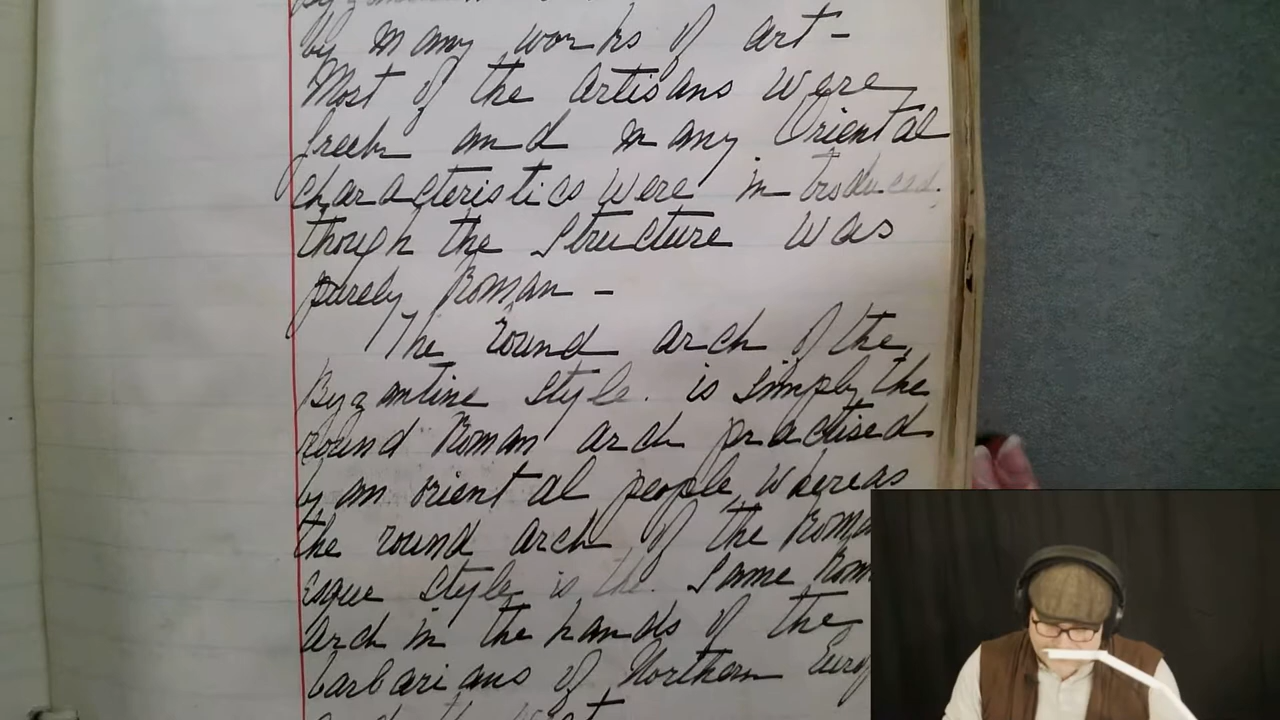 by many works of art -
Most of the artisans were
Greek and many Oriental
characteristics were introduced.
though the Structure was
purely Roman -
The round arch of the
Byzantine Style. is simply the
round Roman arch practised
by an oriental people, whereas
the round arch of the Roman
esque Style is the. Same Rom
arch in the hands of the
barbarians of Northern Europ